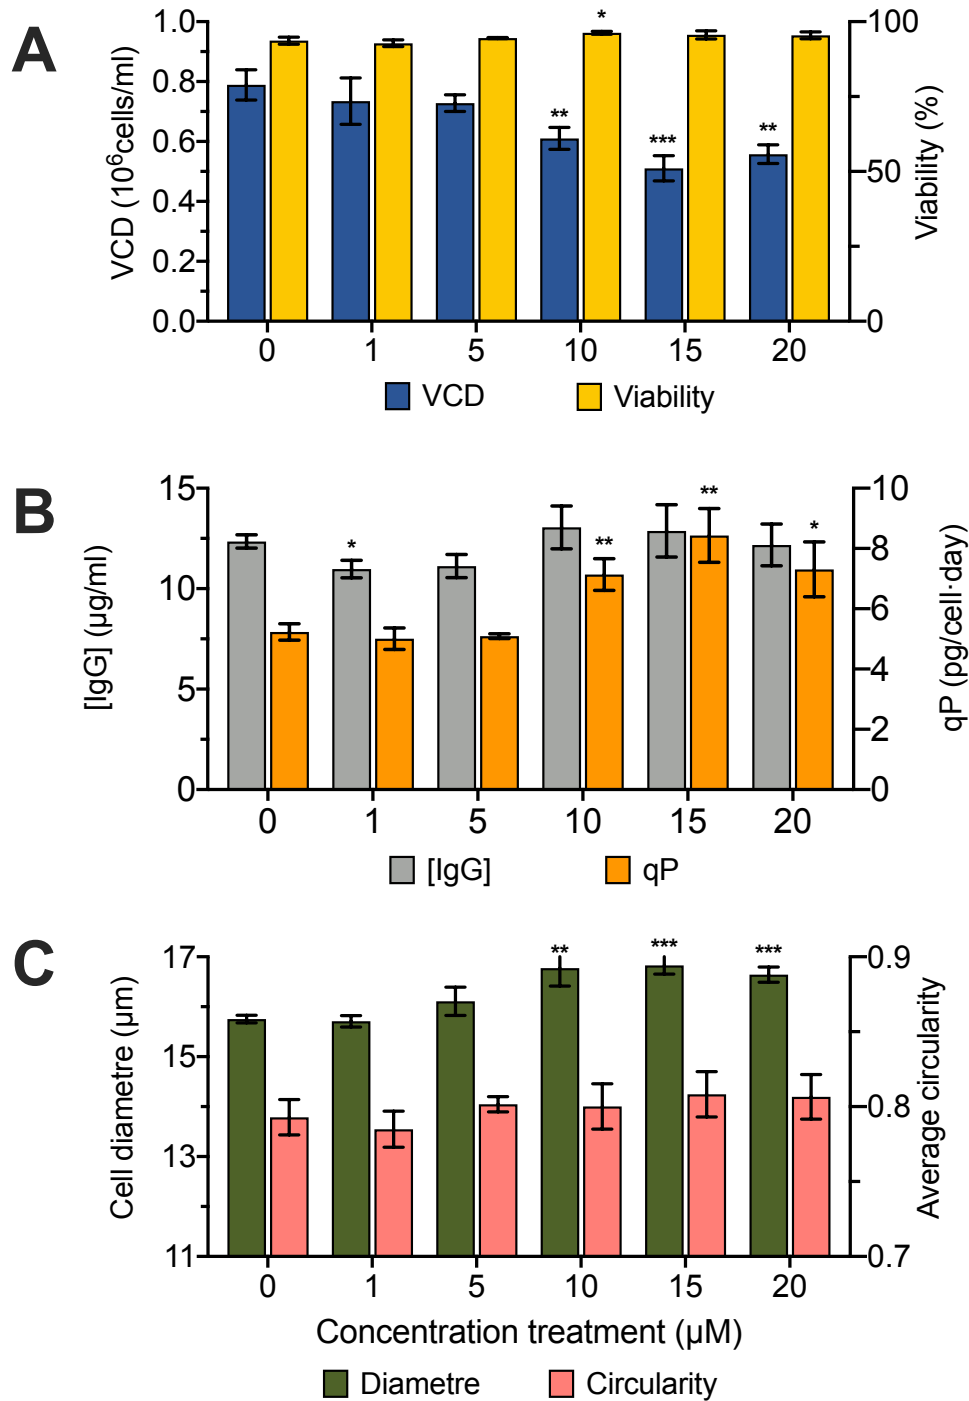 A
VCD (10⁶cells/ml)
1.0
0.8
0.6
0.4
0.2
0.0
*
**
***
**
100
50
0
Viability (%)
0 1 5 10 15 20
VCD Viability
B
[IgG] (µg/ml)
15
10
5
0
*
**
**
*
10
8
6
4
2
0
qP (pg/cell·day)
0 1 5 10 15 20
[IgG] qP
C
Cell diametre (µm)
17
15
13
11
** *** ***
0.9
0.8
0.7
Average circularity
0 1 5 10 15 20
Concentration treatment (µM)
Diametre Circularity